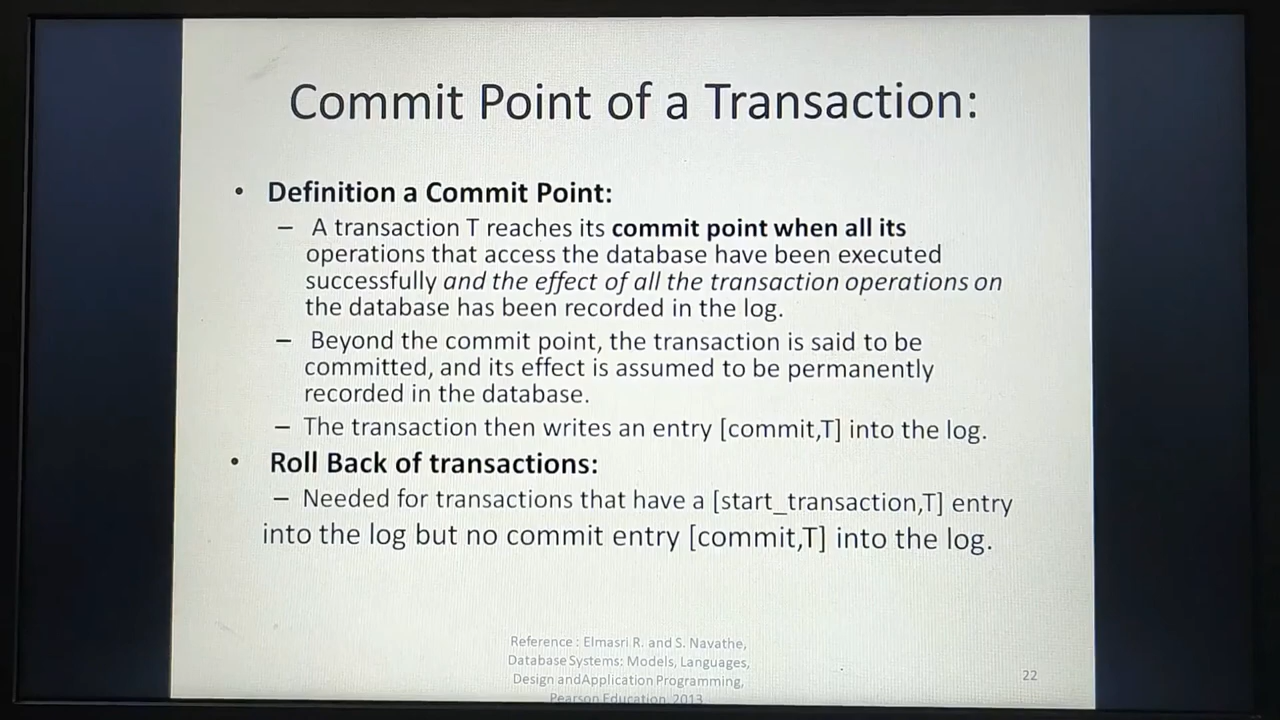 Commit Point of a Transaction:
• Definition a Commit Point:
– A transaction T reaches its commit point when all its
operations that access the database have been executed
successfully and the effect of all the transaction operations on
the database has been recorded in the log.
– Beyond the commit point, the transaction is said to be
committed, and its effect is assumed to be permanently
recorded in the database.
– The transaction then writes an entry [commit,T] into the log.
• Roll Back of transactions:
– Needed for transactions that have a [start_transaction,T] entry
into the log but no commit entry [commit,T] into the log.
Reference : Elmasri R. and S. Navathe,
Database Systems: Models, Languages,
Design and Application Programming,
Pearson Education, 2013
22